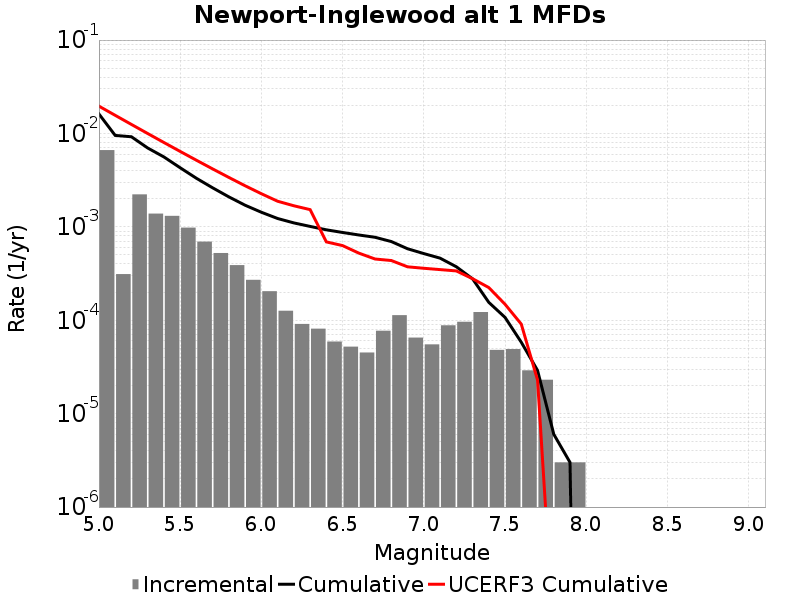 Newport-Inglewood alt 1 MFDs
10-1
10-2
10-3
10-4
10-5
10-6
Rate (1/yr)
5.0 5.5 6.0 6.5 7.0 7.5 8.0 8.5 9.0
Magnitude
Incremental Cumulative UCERF3 Cumulative